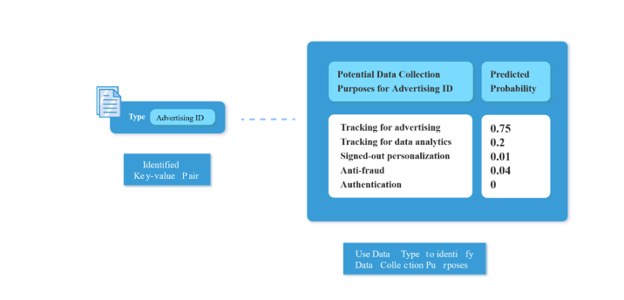 Potential Data Collection
Purposes for Advertising ID
Predicted
Probability
Type
Advertising ID
Tracking for advertising 0.75
Tracking for data analytics 0.2
Signed-out personalization 0.01
Anti-fraud 0.04
Authentication 0
Identified
Key-value Pair
Use Data Type to identify
Data Collection Purposes